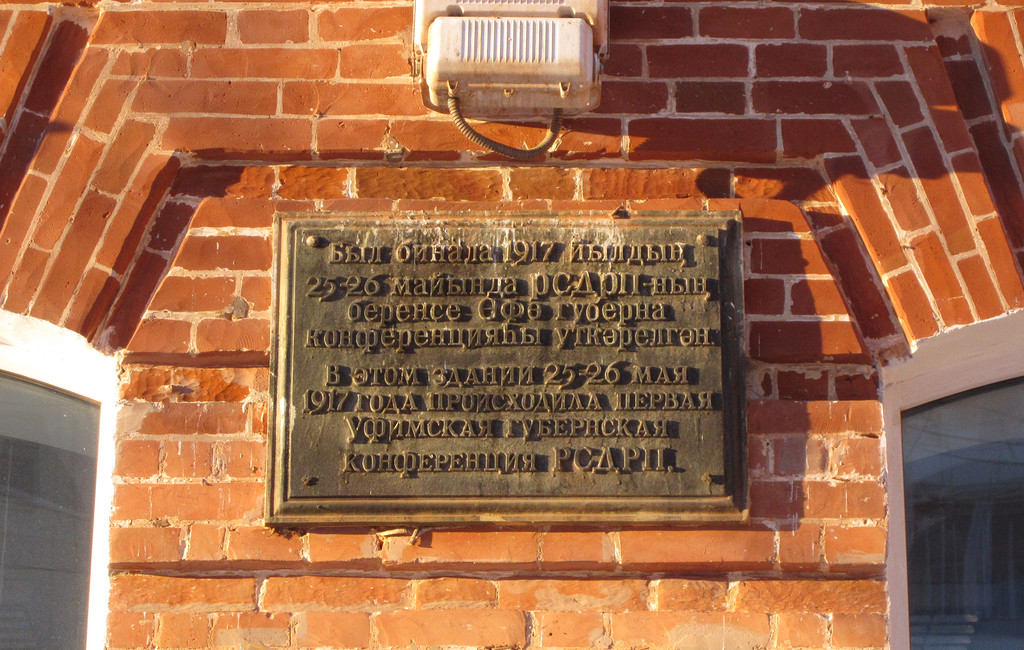 Был бинала 1917 йылдың
25-26 майында РСДРП-ның
беренсе Өфө губерна
конференцияһы үткәрелгән.
В этом здании 25-26 мая
1917 года происходила первая
Уфимская губернская
конференция РСДРП.